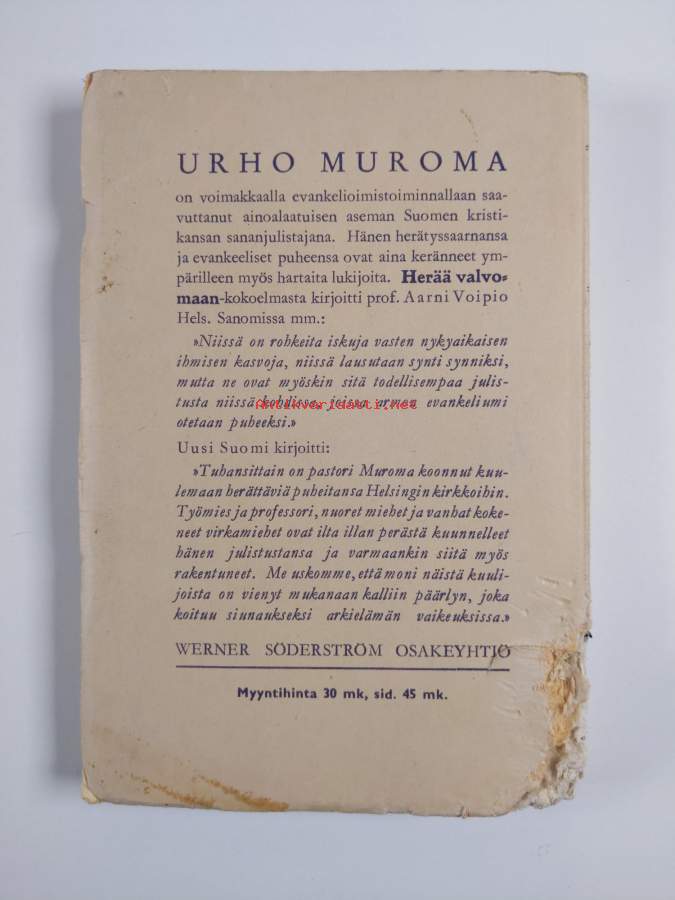 URHO MUROMA
on voimakkaalla evankelioimistoiminnallaan saa-
vuttanut ainoalaatuisen aseman Suomen kristi-
kansan sananjulistajana. Hänen herätyssaarnansa
ja evankeeliset puheensa ovat aina keränneet ym-
pärilleen myös hartaita lukijoita. Herää valvo-
maan-kokoelmasta kirjoitti prof. Aarni Voipio
Hels. Sanomissa mm.:
»Niissä on rohkeita iskuja vasten nykyaikaisen
ihmisen kasvoja, niissä lausutaan synti synniksi,
mutta ne ovat myöskin sitä todellisempaa julis-
tusta niissä kohdissa, joissa armon evankeliumi
Antikvariaatti.net
otetaan puheeksi.»
Uusi Suomi kirjoitti:
»Tuhansittain on pastori Muroma koonnut kuu-
lemaan herättäviä puheitansa Helsingin kirkkoihin.
Työmies ja professori, nuoret miehet ja vanhat koke-
neet virkamiehet ovat ilta illan perästä kuunnelleet
hänen julistustansa ja varmaankin siitä myös
rakentuneet. Me uskomme, että moni näistä kuuli-
joista on vienyt mukanaan kalliin päärlyn, joka
koituu siunaukseksi arkielämän vaikeuksissa.»
WERNER SÖDERSTRÖM OSAKEYHTIÖ
Myyntihinta 30 mk, sid. 45 mk.